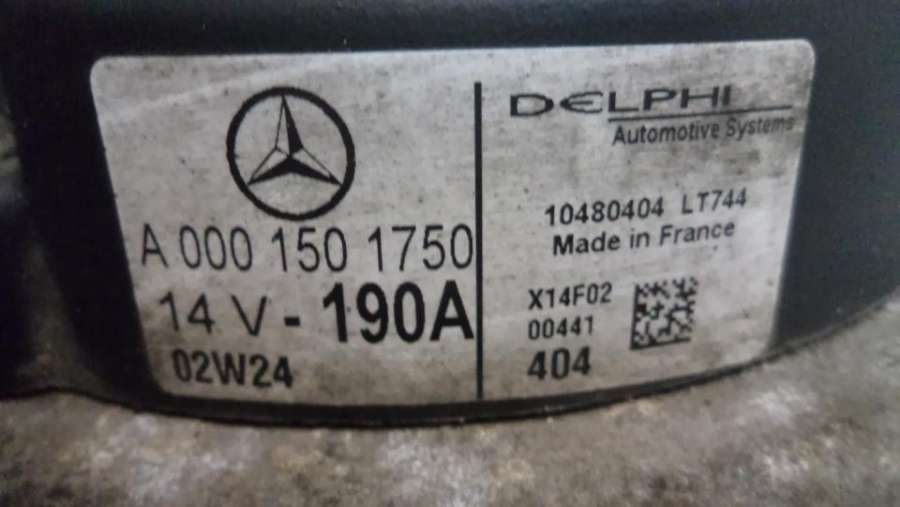 A 000 150 1750
14 V - 190A
02W24
DELPHI
Automotive Systems
10480404 LT744
Made in France
X14F02
00441
404